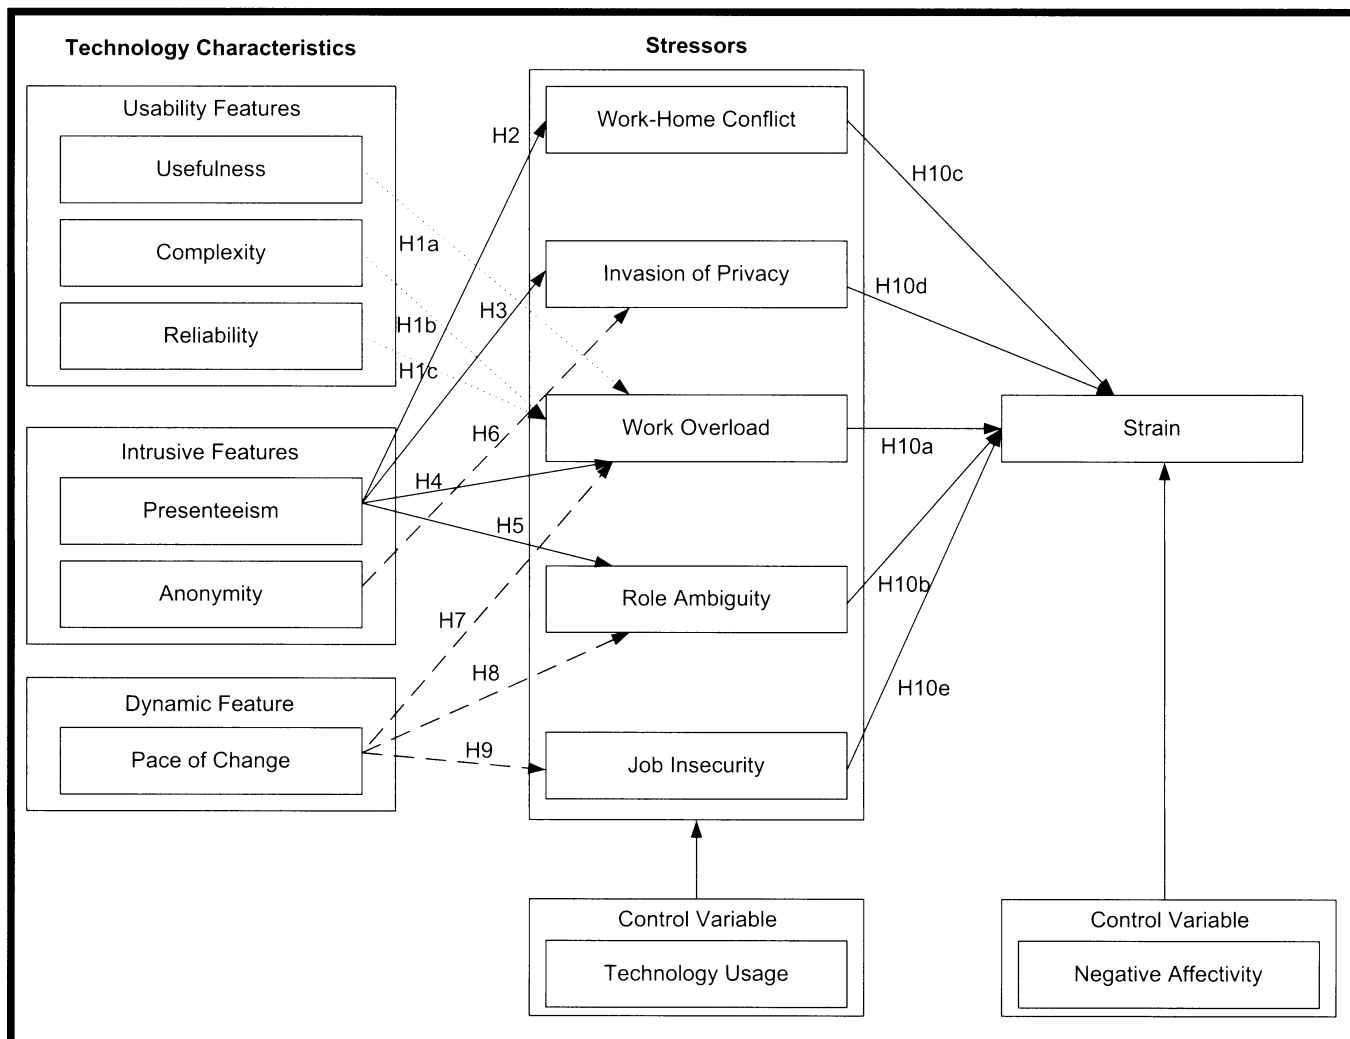 Technology Characteristics
Stressors
Usability Features
Usefulness
Complexity
Reliability
Intrusive Features
Presenteeism
Anonymity
Dynamic Feature
Pace of Change
H1a
H1b
H1c
H2
H3
H4
H5
H6
H7
H8
H9
Work-Home Conflict
Invasion of Privacy
Work Overload
Role Ambiguity
Job Insecurity
H10c
H10d
H10a
H10b
H10e
Strain
Control Variable
Technology Usage
Control Variable
Negative Affectivity